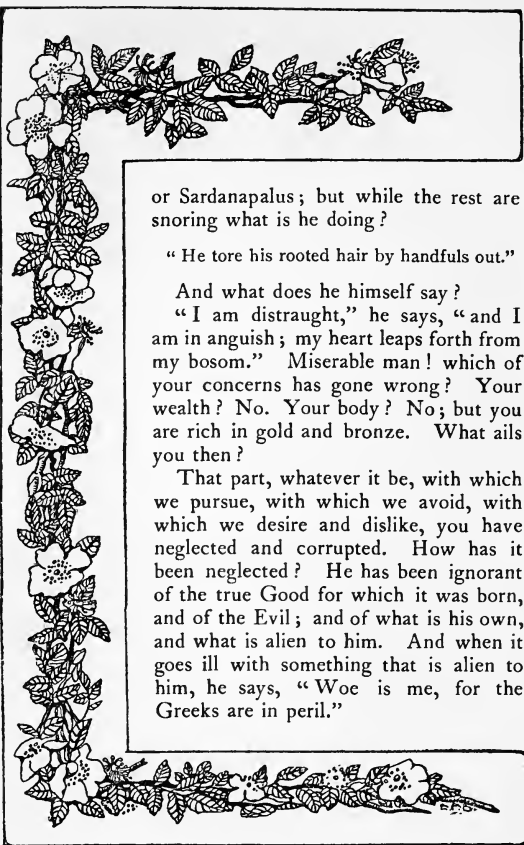 or Sardanapalus; but while the rest are
snoring what is he doing?
“ He tore his rooted hair by handfuls out.”
And what does he himself say?
“I am distraught,” he says, “and I
am in anguish; my heart leaps forth from
my bosom.” Miserable man! which of
your concerns has gone wrong? Your
wealth? No. Your body? No; but you
are rich in gold and bronze. What ails
you then?
That part, whatever it be, with which
we pursue, with which we avoid, with
which we desire and dislike, you have
neglected and corrupted. How has it
been neglected? He has been ignorant
of the true Good for which it was born,
and of the Evil; and of what is his own,
and what is alien to him. And when it
goes ill with something that is alien to
him, he says, “Woe is me, for the
Greeks are in peril.”